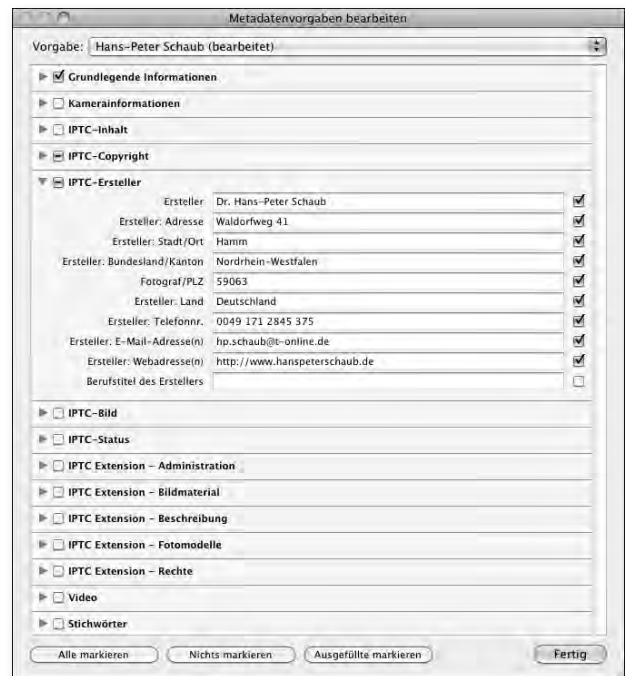 Metadatenvorgaben bearbeiten
Vorgabe: Hans-Peter Schaub (bearbeitet)
Grundlegende Informationen
Kamerainformationen
IPTC-Inhalt
IPTC-Copyright
IPTC-Ersteller
Ersteller Dr. Hans-Peter Schaub
Ersteller: Adresse Waldorfweg 41
Ersteller: Stadt/Ort Hamm
Ersteller: Bundesland/Kanton Nordrhein-Westfalen
Fotograf/PLZ 59063
Ersteller: Land Deutschland
Ersteller: Telefonnr. 0049 171 2845 375
Ersteller: E-Mail-Adresse(n) hp.schaub@t-online.de
Ersteller: Webadresse(n) http://www.hanspeterschaub.de
Berufstitel des Erstellers
IPTC-Bild
IPTC-Status
IPTC Extension – Administration
IPTC Extension – Bildmaterial
IPTC Extension – Beschreibung
IPTC Extension – Fotomodelle
IPTC Extension – Rechte
Video
Stichwörter
Alle markieren Nichts markieren Ausgefüllte markieren Fertig